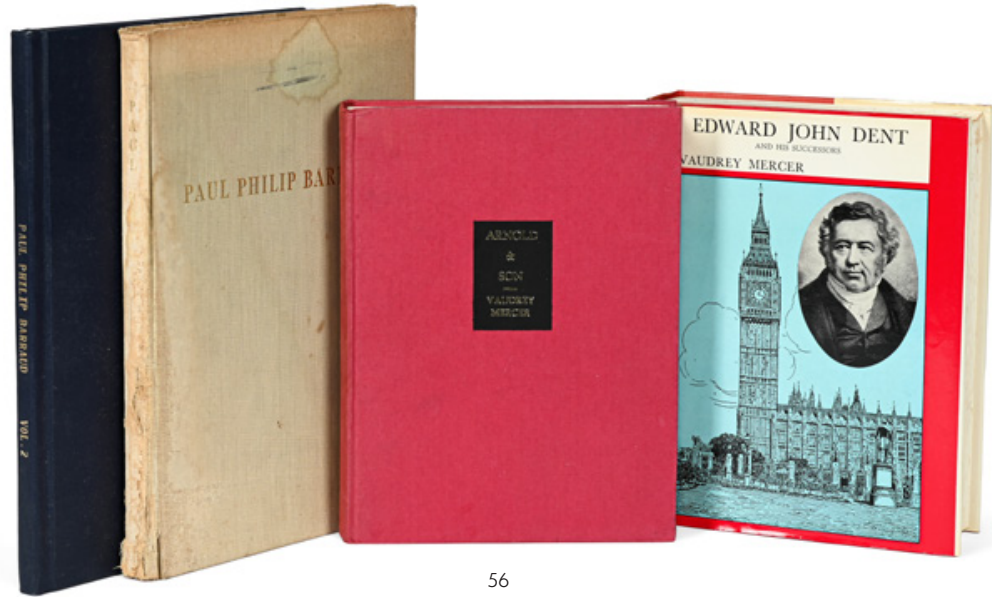 PAUL PHILIP BARRAUD VOL. 2
PAUL PHILIP BAR
ARNOLD
&
SON
VAUDREY
MERCER
EDWARD JOHN DENT
AND HIS SUCCESSORS
VAUDREY MERCER
56